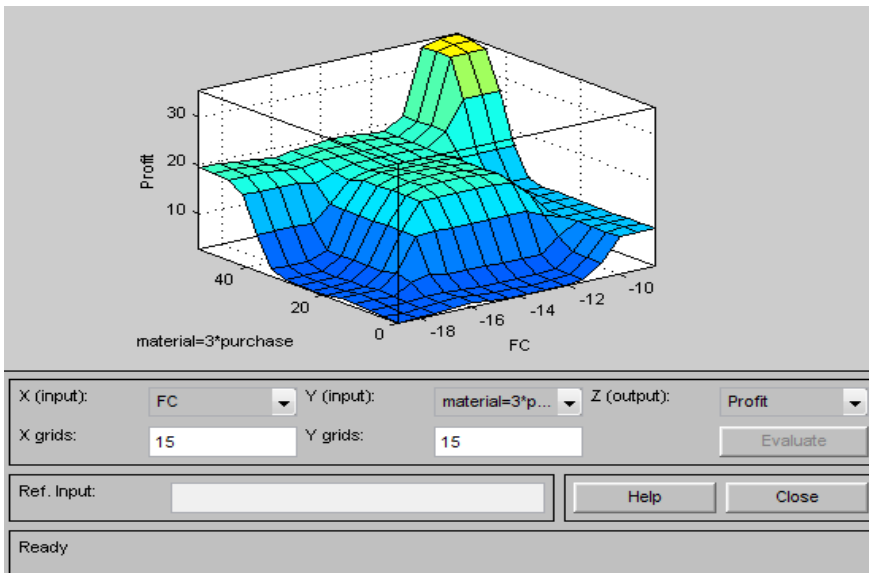 30
20
10
Profit
40
20
0
material=3*purchase
-18
-16
-14
-12
-10
FC
X (input):
FC
Y (input):
material=3*p...
Z (output):
Profit
X grids:
15
Y grids:
15
Evaluate
Ref. Input:
Help
Close
Ready